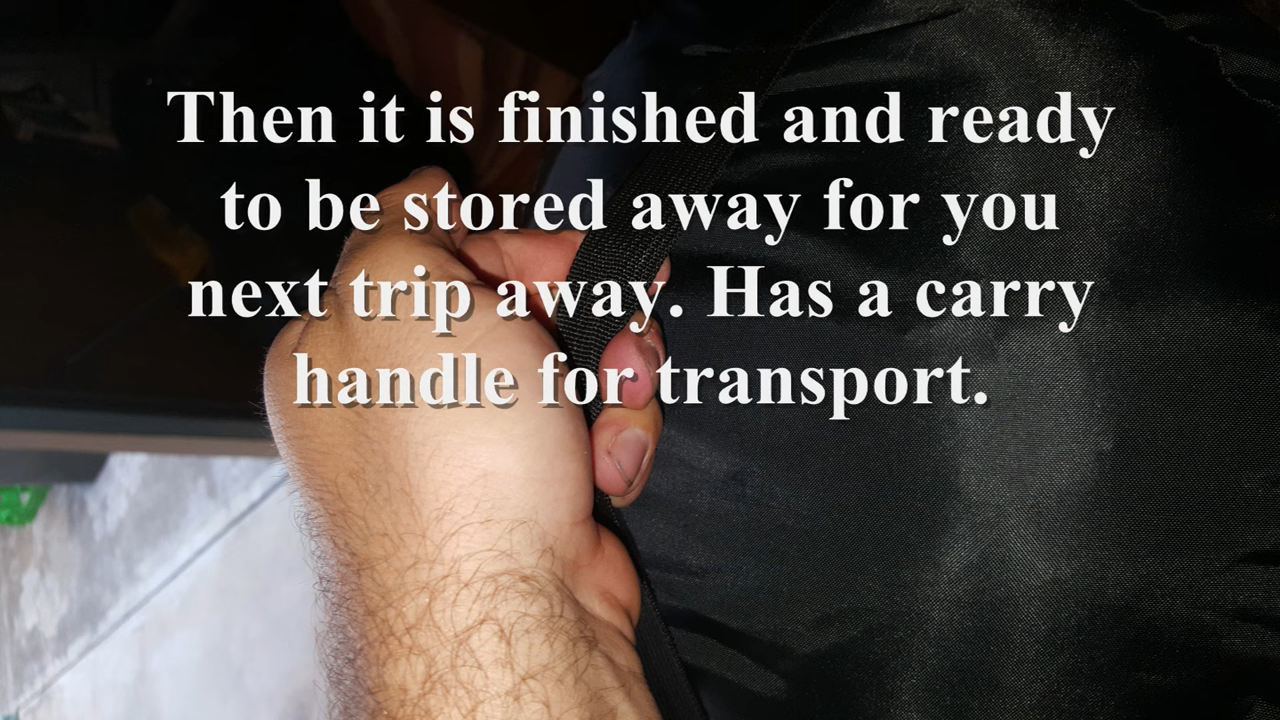 Then it is finished and ready
to be stored away for you
next trip away. Has a carry
handle for transport.